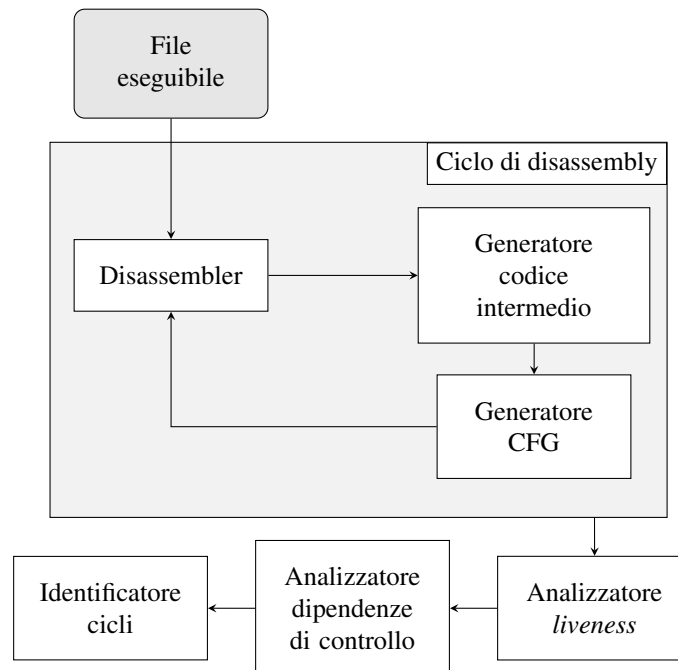 File
eseguibile
Ciclo di disassembly
Disassembler
Generatore
codice
intermedio
Generatore
CFG
Identificatore
cicli
Analizzatore
dipendenze
di controllo
Analizzatore
liveness